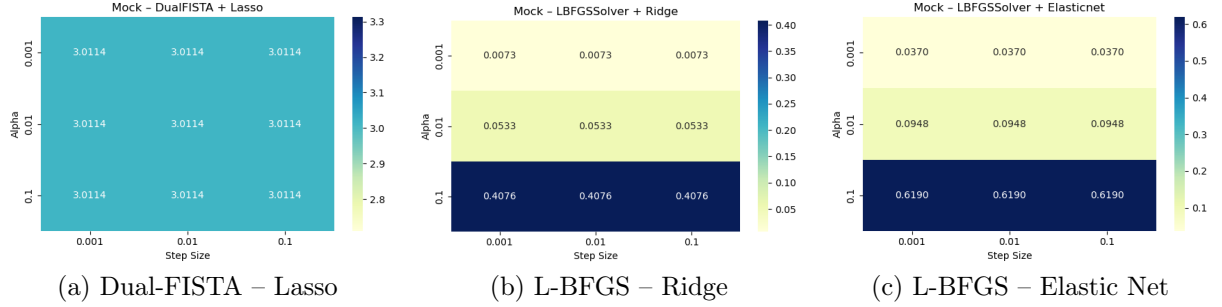 Mock – DualFISTA + Lasso
Alpha
0.001
3.0114 3.0114 3.0114
0.01
3.0114 3.0114 3.0114
0.1
3.0114 3.0114 3.0114
0.001 0.01 0.1
Step Size
3.3
3.2
3.1
3.0
2.9
2.8
(a) Dual-FISTA – Lasso
Mock – LBFGSSolver + Ridge
Alpha
0.001
0.0073 0.0073 0.0073
0.01
0.0533 0.0533 0.0533
0.1
0.4076 0.4076 0.4076
0.001 0.01 0.1
Step Size
0.40
0.35
0.30
0.25
0.20
0.15
0.10
0.05
(b) L-BFGS – Ridge
Mock – LBFGSSolver + Elasticnet
Alpha
0.001
0.0370 0.0370 0.0370
0.01
0.0948 0.0948 0.0948
0.1
0.6190 0.6190 0.6190
0.001 0.01 0.1
Step Size
0.6
0.5
0.4
0.3
0.2
0.1
(c) L-BFGS – Elastic Net